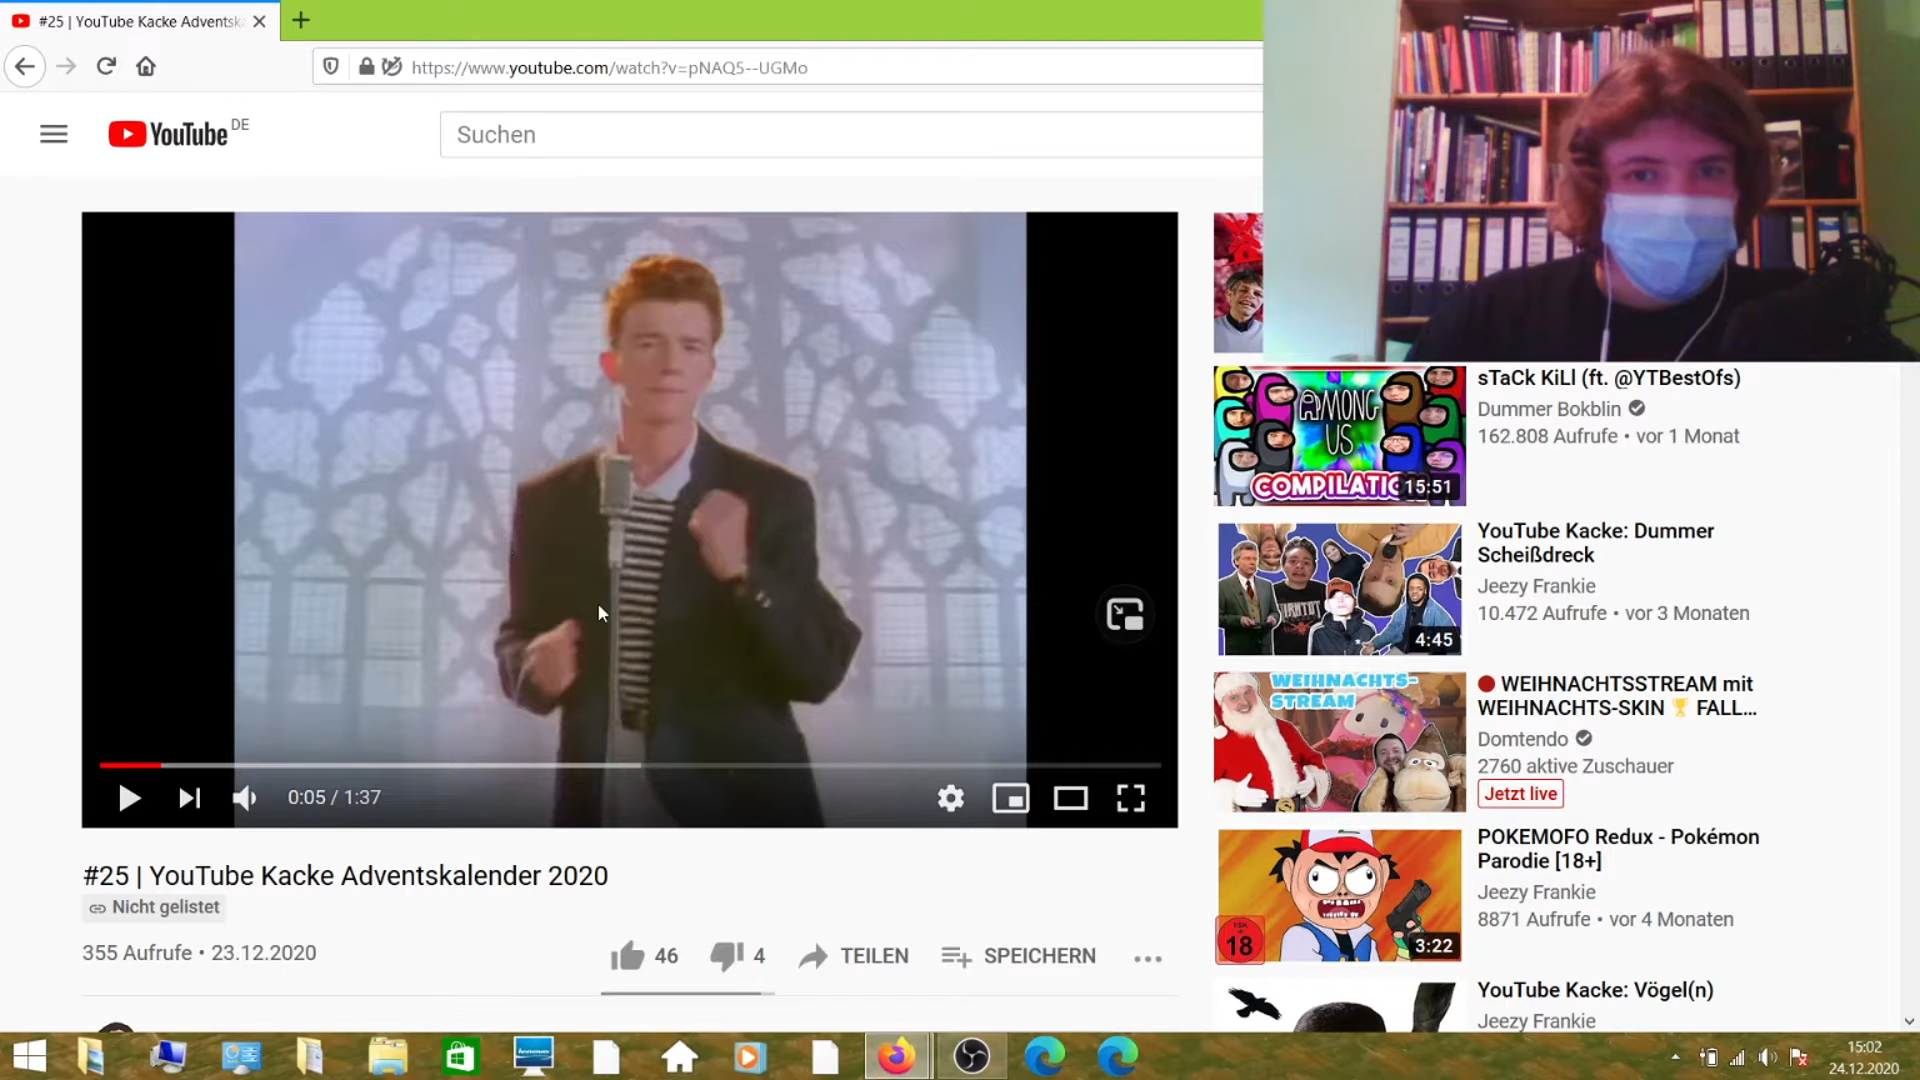 #25 | YouTube Kacke Adventska
https://www.youtube.com/watch?v=pNAQ5--UGMo
YouTube DE
Suchen
0:05 / 1:37
#25 | YouTube Kacke Adventskalender 2020
Nicht gelistet
355 Aufrufe • 23.12.2020
46
4
TEILEN
SPEICHERN
AMONG
US
COMPILATIO
15:51
sTaCk KiLl (ft. @YTBestOfs)
Dummer Bokblin
162.808 Aufrufe • vor 1 Monat
4:45
YouTube Kacke: Dummer
Scheißdreck
Jeezy Frankie
10.472 Aufrufe • vor 3 Monaten
WEIHNACHTS-
STREAM
WEIHNACHTSSTREAM mit
WEIHNACHTS-SKIN 🏆 FALL...
Domtendo
2760 aktive Zuschauer
Jetzt live
18
3:22
POKEMOFO Redux - Pokémon
Parodie [18+]
Jeezy Frankie
8871 Aufrufe • vor 4 Monaten
YouTube Kacke: Vögel(n)
Jeezy Frankie
15:02
24.12.2020